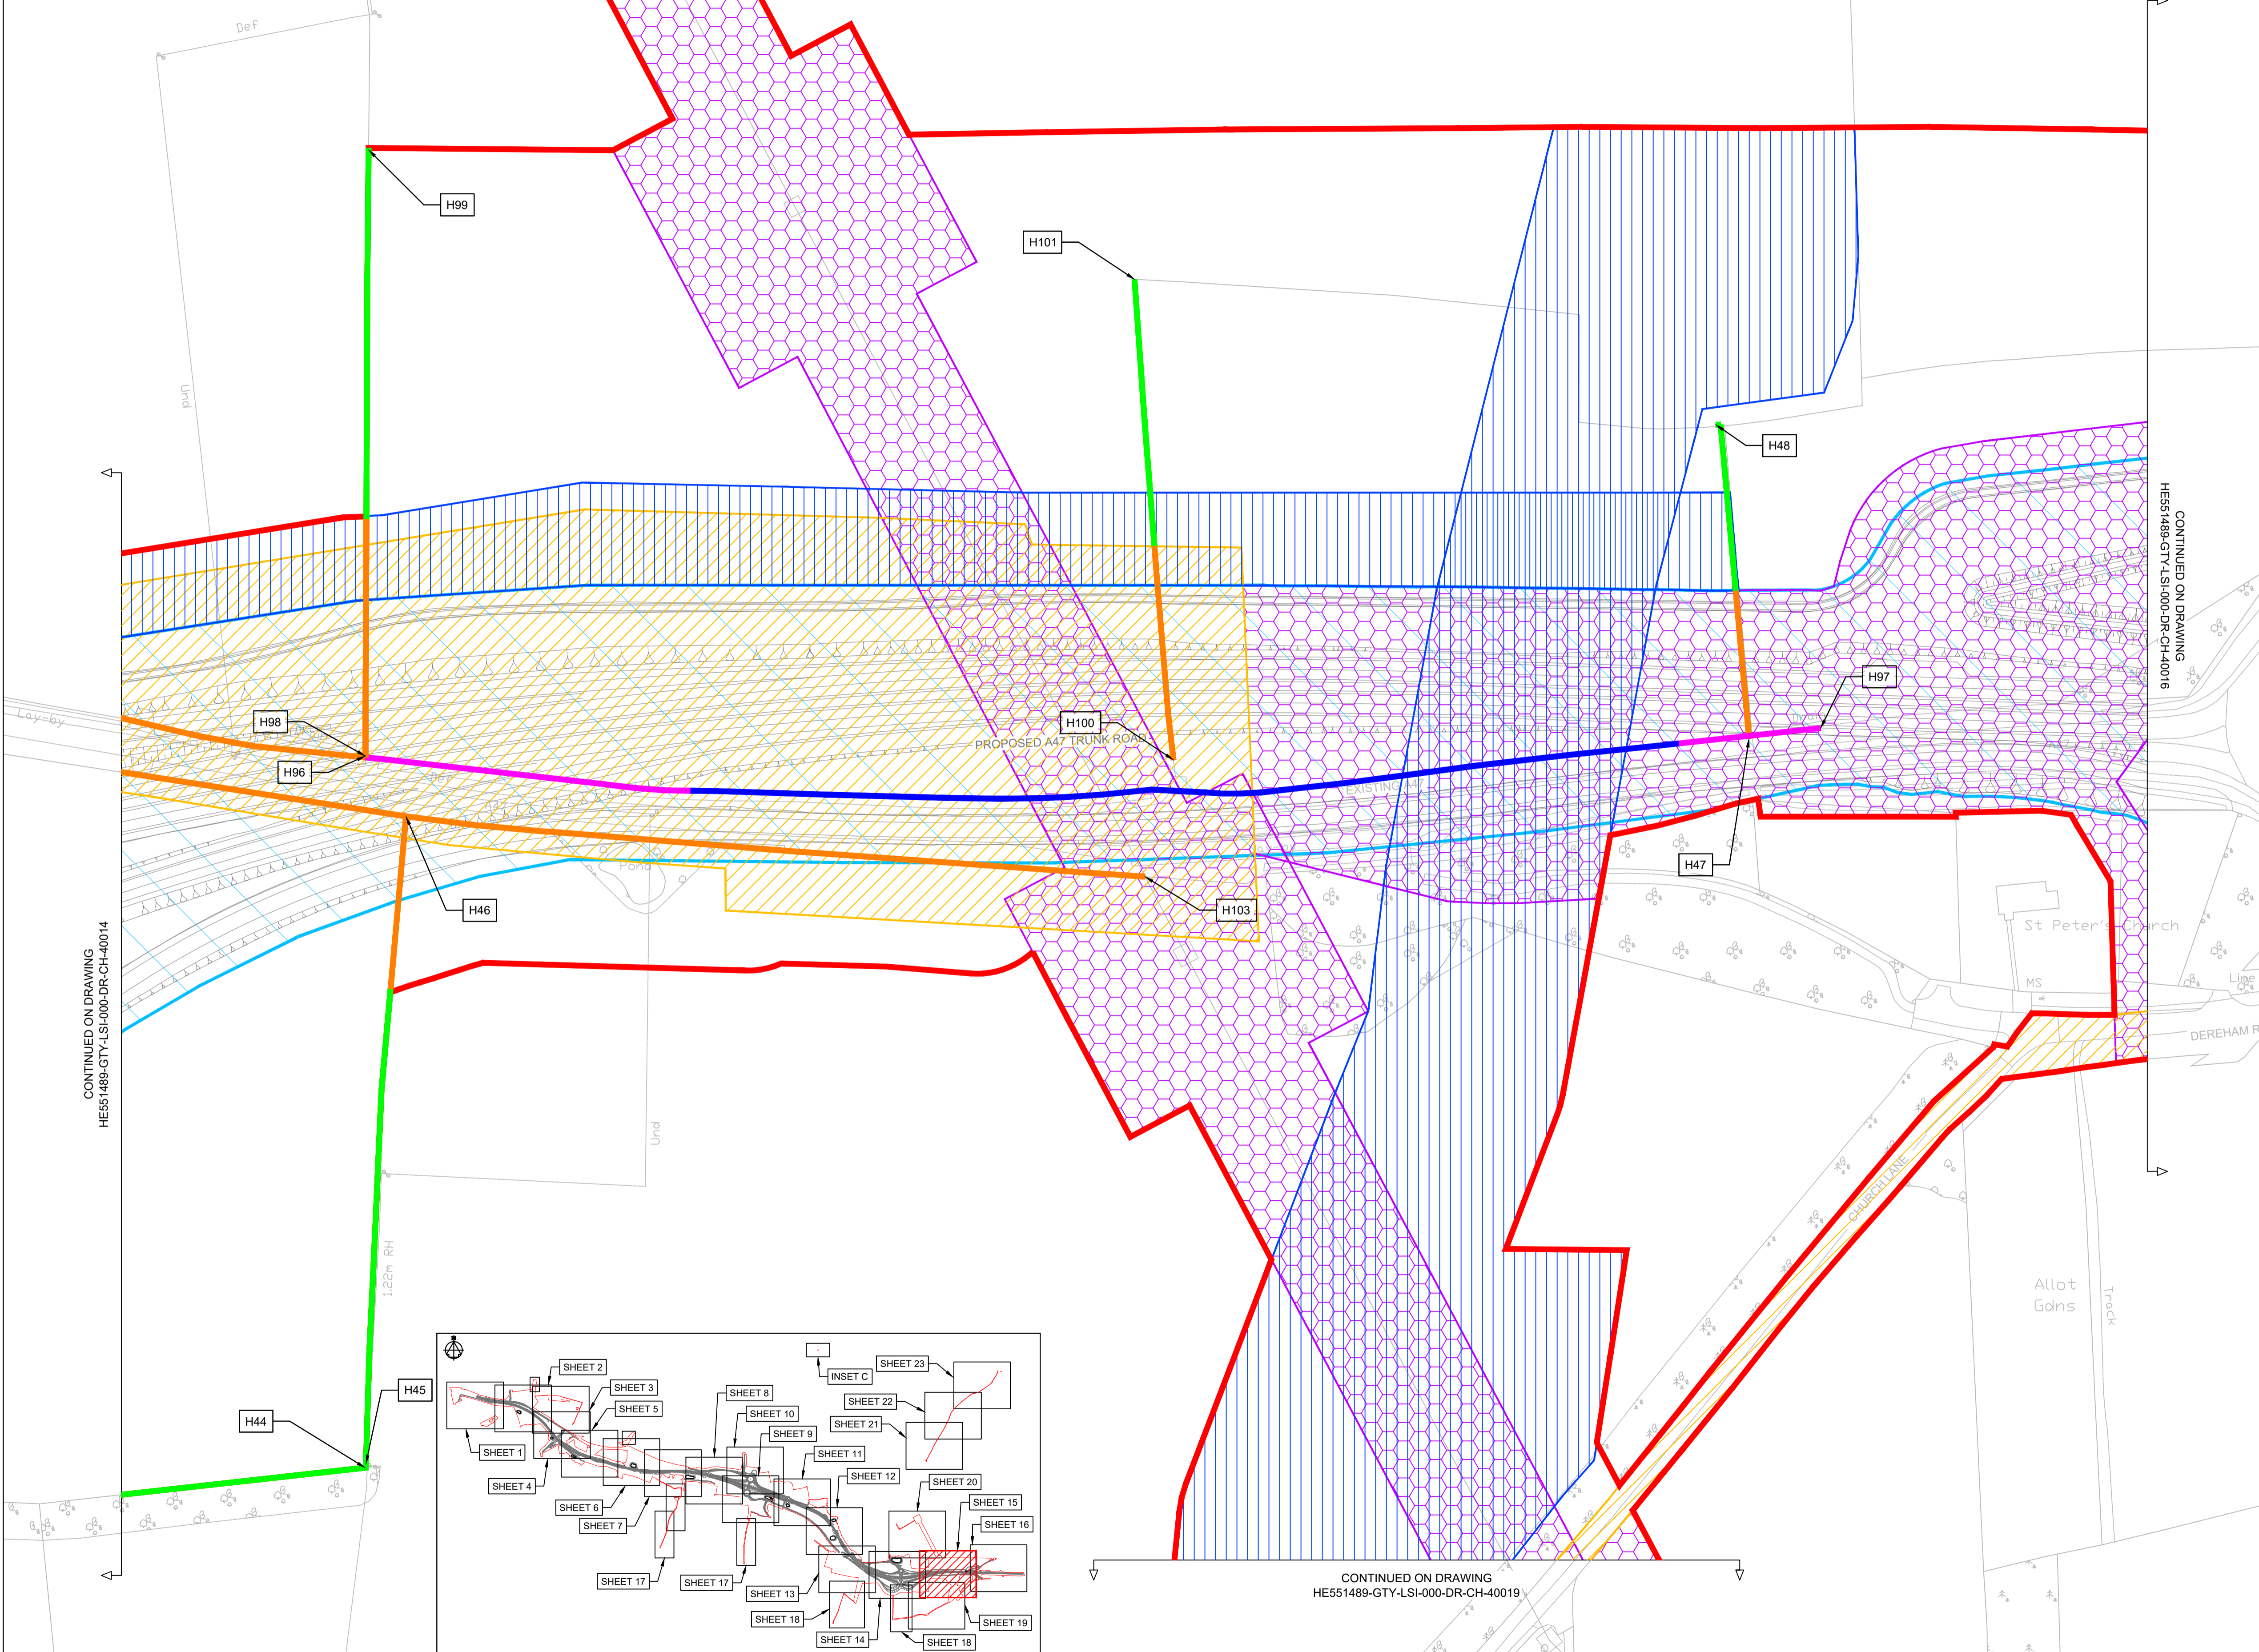 Def
H99
H101
Und
H48
CONTINUED ON DRAWING
HE551489-GTY-LSI-000-DR-CH-40016
H97
Lay-by
H98
H100
PROPOSED A47 TRUNK ROAD
Drain
H96
Def
EXISTING A47
Pond
H47
H46
H103
St Peter's Church
CONTINUED ON DRAWING
HE551489-GTY-LSI-000-DR-CH-40014
MS
Line
DEREHAM R
Und
CHURCH LANE
1.22m RH
Allot
Gdns
Track
H45
H44
SHEET 2
INSET C
SHEET 23
SHEET 3
SHEET 8
SHEET 22
SHEET 5
SHEET 10
SHEET 21
SHEET 9
SHEET 1
SHEET 11
SHEET 12
SHEET 4
SHEET 20
SHEET 6
SHEET 15
SHEET 7
SHEET 16
SHEET 17
SHEET 17
SHEET 13
SHEET 18
SHEET 19
SHEET 14
SHEET 18
CONTINUED ON DRAWING
HE551489-GTY-LSI-000-DR-CH-40019